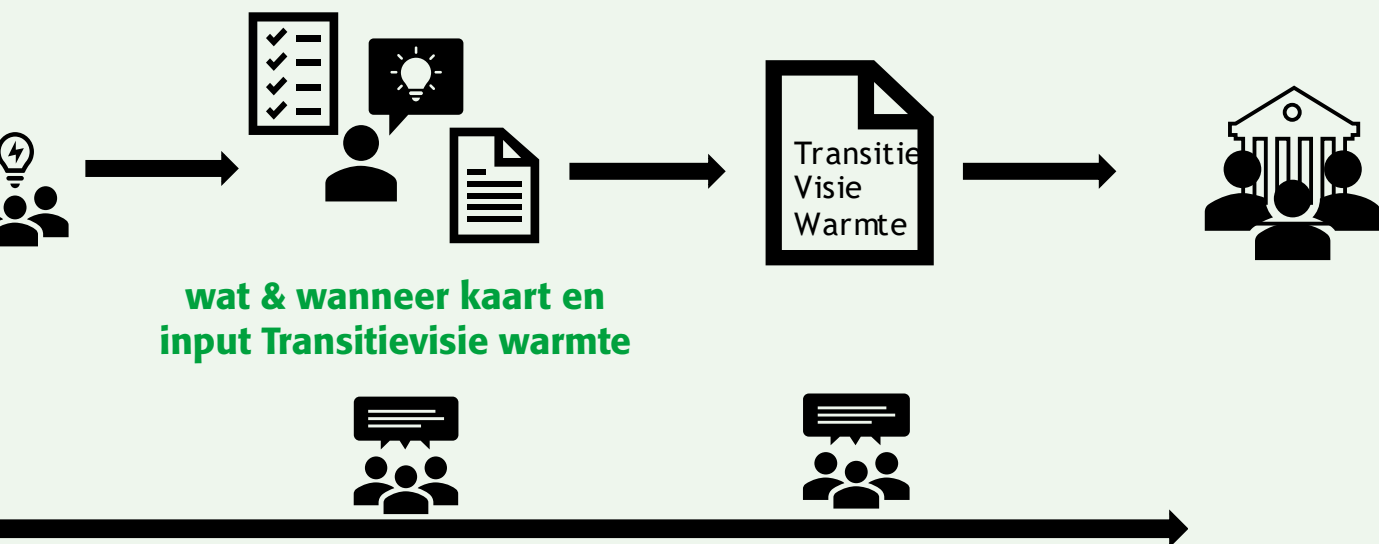 Transitie
Visie
Warmte
wat & wanneer kaart en
input Transitievisie warmte